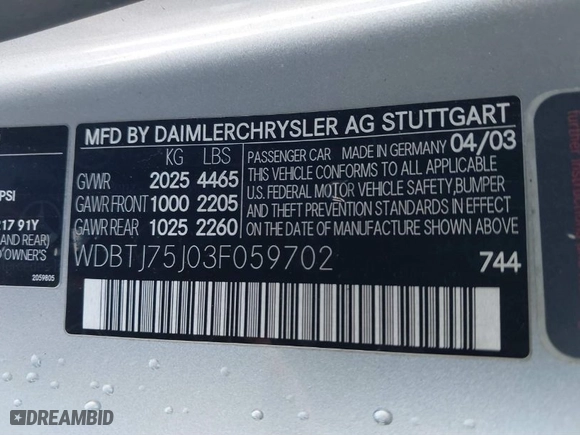 MFD BY DAIMLERCHRYSLER AG STUTTGART
KG LBS
GVWR 2025 4465
GAWR FRONT 1000 2205
GAWR REAR 1025 2260
PASSENGER CAR MADE IN GERMANY 04/03
THIS VEHICLE CONFORMS TO ALL APPLICABLE
U.S. FEDERAL MOTOR VEHICLE SAFETY, BUMPER
AND THEFT PREVENTION STANDARDS IN EFFECT
ON THE DATE OF MANUFACTURE SHOWN ABOVE
WDBTJ75J03F059702 744
PSI
217 91Y
AND REAR)
OWNER'S
2059805
DREAMBID